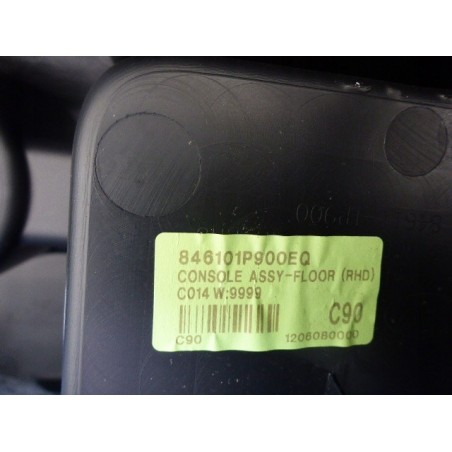 846101P900EQ
CONSOLE ASSY-FLOOR (RHD)
C014 W:9999
C90
C90
1206080000